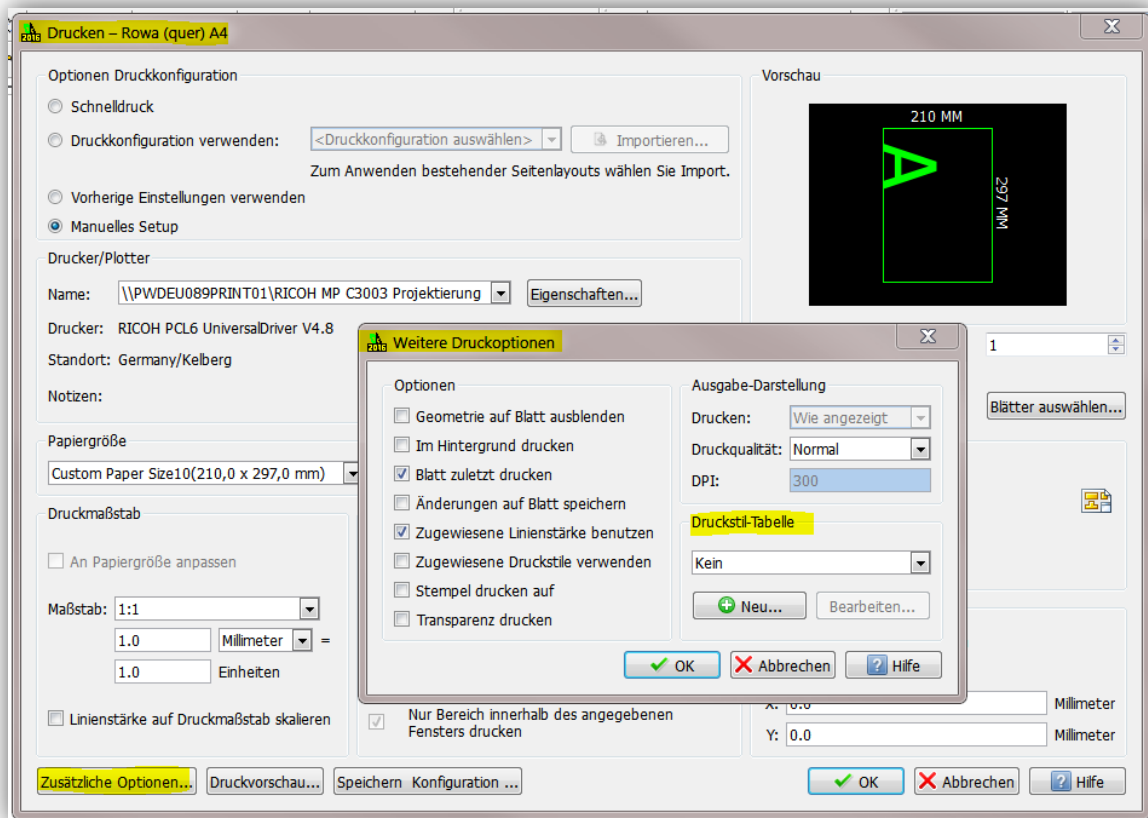 Drucken – Rowa (quer) A4
Optionen Druckkonfiguration
Schnelldruck
Druckkonfiguration verwenden:
<Druckkonfiguration auswählen>
Importieren...
Zum Anwenden bestehender Seitenlayouts wählen Sie Import.
Vorherige Einstellungen verwenden
Manuelles Setup
Vorschau
210 MM
A
297 MM
Drucker/Plotter
Name:
\\PWDEU089PRINT01\RICOH MP C3003 Projektierung
Eigenschaften...
Drucker: RICOH PCL6 UniversalDriver V4.8
Standort: Germany/Kelberg
Notizen:
1
Blätter auswählen...
Papiergröße
Custom Paper Size10(210,0 x 297,0 mm)
Druckmaßstab
An Papiergröße anpassen
Maßstab: 1:1
1.0 Millimeter =
1.0 Einheiten
Linienstärke auf Druckmaßstab skalieren
2016 Weitere Druckoptionen
Optionen
Geometrie auf Blatt ausblenden
Im Hintergrund drucken
Blatt zuletzt drucken
Änderungen auf Blatt speichern
Zugewiesene Linienstärke benutzen
Zugewiesene Druckstile verwenden
Stempel drucken auf
Transparenz drucken
Ausgabe-Darstellung
Drucken: Wie angezeigt
Druckqualität: Normal
DPI: 300
Druckstil-Tabelle
Kein
Neu...
Bearbeiten...
OK
Abbrechen
Hilfe
Nur Bereich innerhalb des angegebenen
Fensters drucken
X: 0.0 Millimeter
Y: 0.0 Millimeter
Zusätzliche Optionen...
Druckvorschau...
Speichern Konfiguration ...
OK
Abbrechen
Hilfe